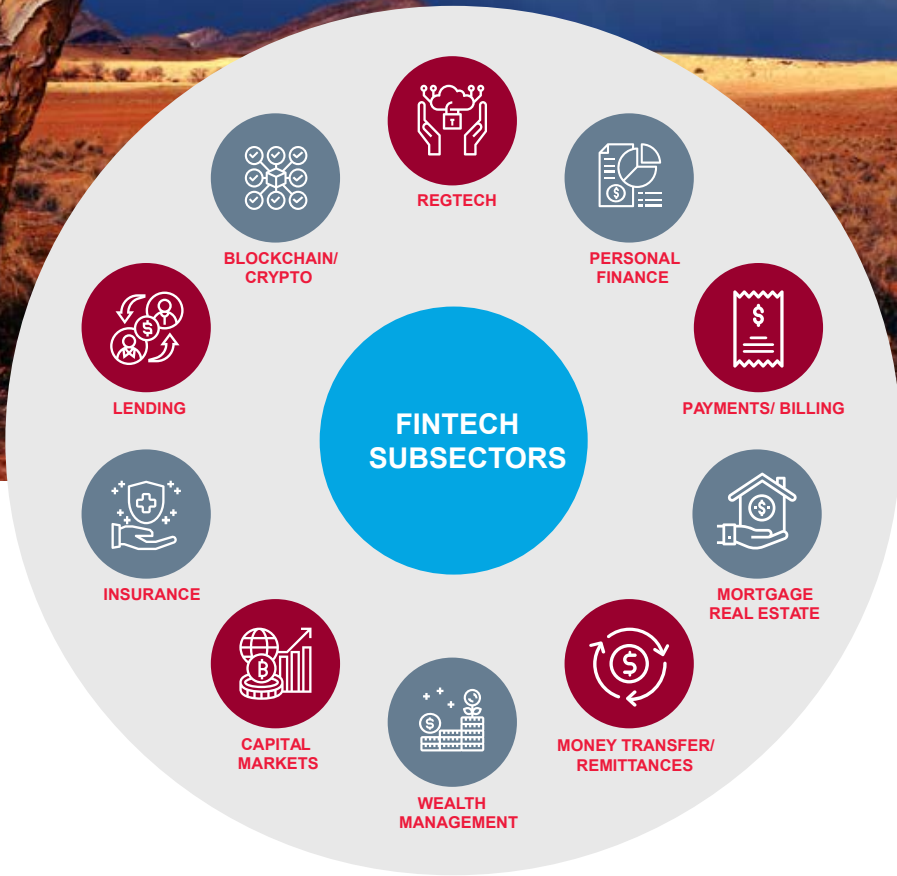 REGTECH
PERSONAL
FINANCE
PAYMENTS/ BILLING
MORTGAGE
REAL ESTATE
MONEY TRANSFER/
REMITTANCES
WEALTH
MANAGEMENT
CAPITAL
MARKETS
INSURANCE
LENDING
BLOCKCHAIN/
CRYPTO
FINTECH
SUBSECTORS